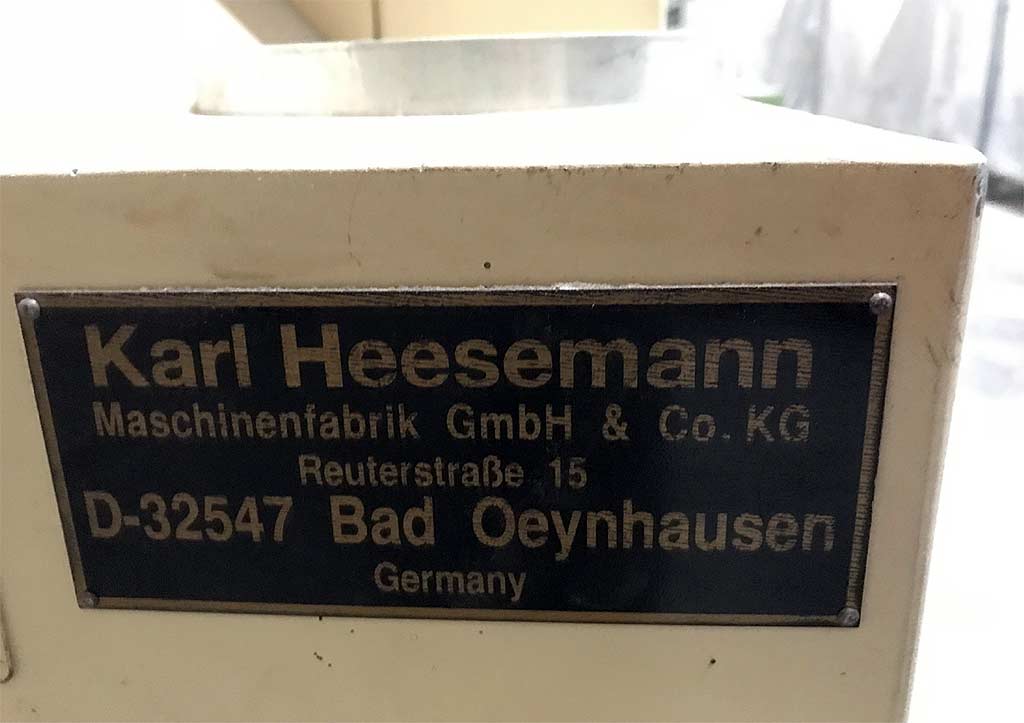 Karl Heesemann
Maschinenfabrik GmbH & Co. KG
Reuterstraße 15
D-32547 Bad Oeynhausen
Germany